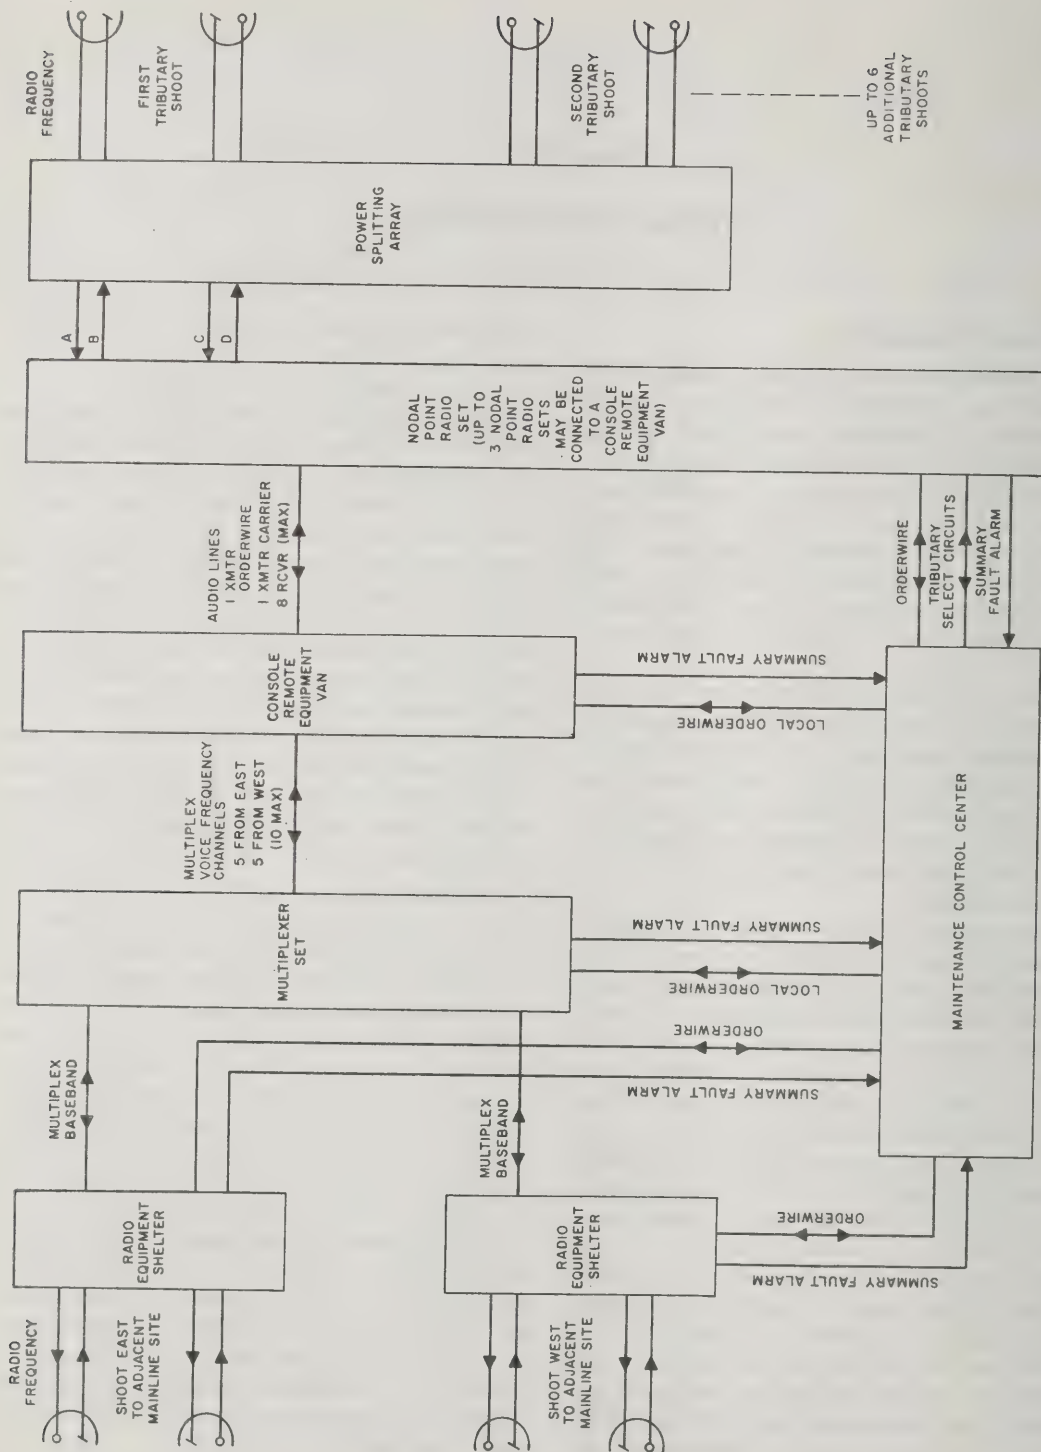 RADIO
FREQUENCY
FIRST
TRIBUTARY
SHOOT
SECOND
TRIBUTARY
SHOOT
UP TO 6
ADDITIONAL
TRIBUTARY
SHOOTS
POWER
SPLITTING
ARRAY
A
B
C
D
NODAL
POINT
RADIO
SET
(UP TO
3 NODAL
POINT
RADIO
SETS
MAY BE
CONNECTED
TO A
CONSOLE
REMOTE
EQUIPMENT
VAN)
AUDIO LINES
1 XMTR
ORDERWIRE
1 XMTR CARRIER
8 RCVR (MAX)
ORDERWIRE
TRIBUTARY
SELECT CIRCUITS
SUMMARY
FAULT ALARM
CONSOLE
REMOTE
EQUIPMENT
VAN
SUMMARY FAULT ALARM
LOCAL ORDERWIRE
MULTIPLEX
VOICE FREQUENCY
CHANNELS
5 FROM EAST
5 FROM WEST
(10 MAX)
MULTIPLEXER
SET
SUMMARY FAULT ALARM
LOCAL ORDERWIRE
MAINTENANCE CONTROL CENTER
ORDERWIRE
SUMMARY FAULT ALARM
MULTIPLEX
BASEBAND
MULTIPLEX
BASEBAND
RADIO
EQUIPMENT
SHELTER
RADIO
EQUIPMENT
SHELTER
ORDERWIRE
SUMMARY FAULT ALARM
RADIO
FREQUENCY
SHOOT EAST
TO ADJACENT
MAINLINE SITE
SHOOT WEST
TO ADJACENT
MAINLINE SITE